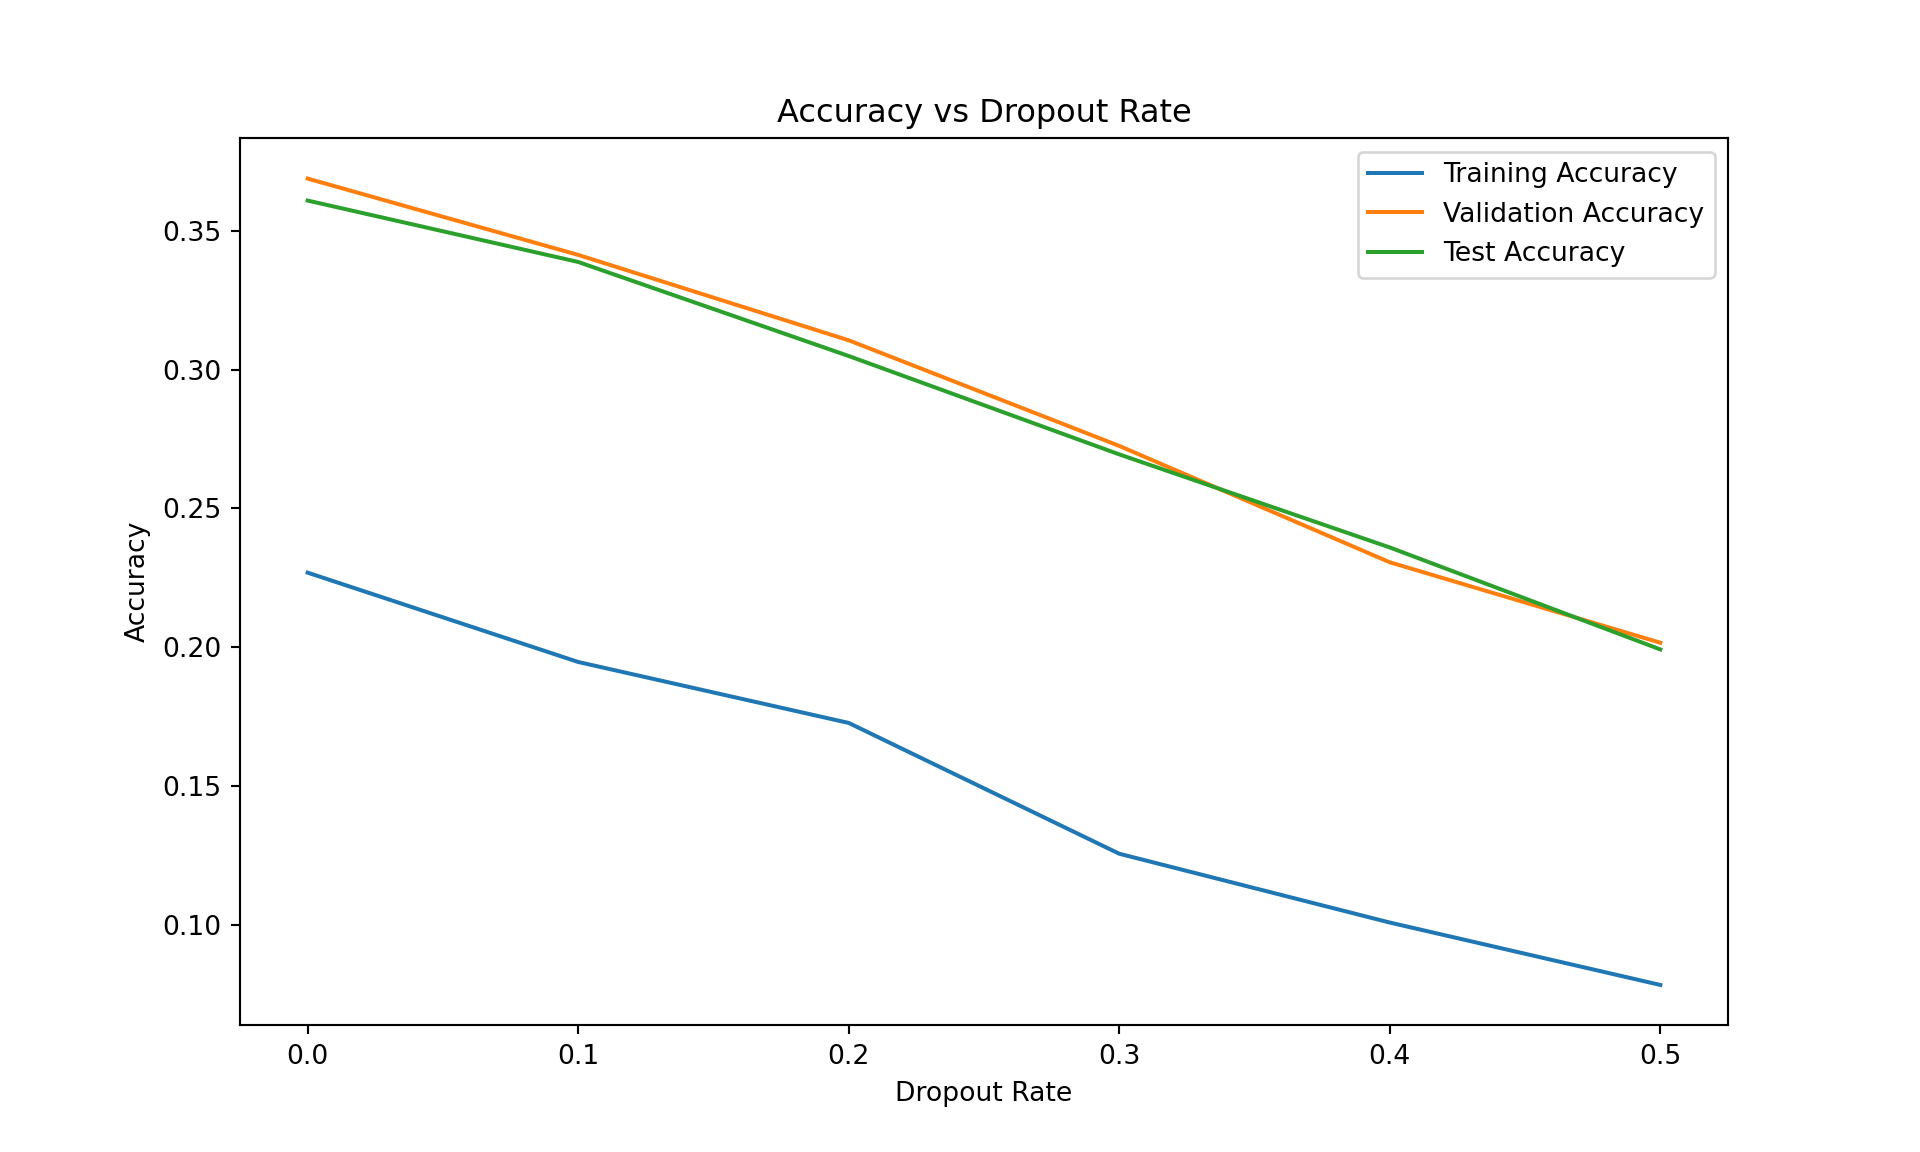 Accuracy vs Dropout Rate
Training Accuracy
Validation Accuracy
Test Accuracy
0.35
0.30
0.25
0.20
0.15
0.10
Accuracy
0.0 0.1 0.2 0.3 0.4 0.5
Dropout Rate